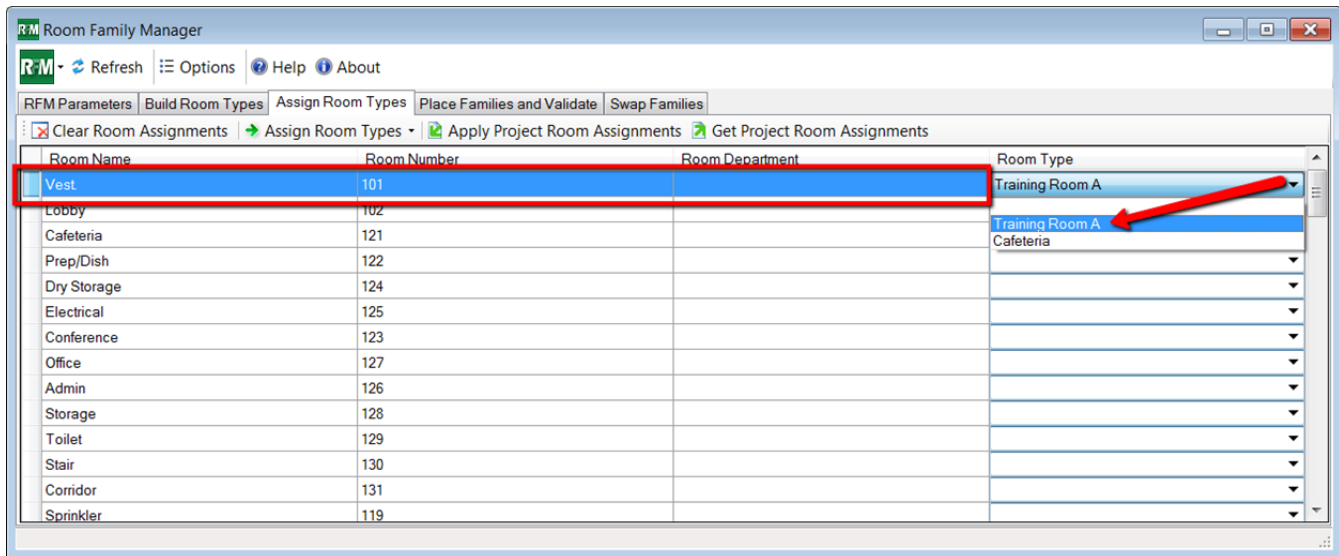 RFM Room Family Manager
RFM Refresh Options Help About
RFM Parameters Build Room Types Assign Room Types Place Families and Validate Swap Families
Clear Room Assignments Assign Room Types Apply Project Room Assignments Get Project Room Assignments
Room Name Room Number Room Department Room Type
Vest. 101 Training Room A
Lobby 102
Training Room A
Cafeteria 121 Cafeteria
Prep/Dish 122
Dry Storage 124
Electrical 125
Conference 123
Office 127
Admin 126
Storage 128
Toilet 129
Stair 130
Corridor 131
Sprinkler 119